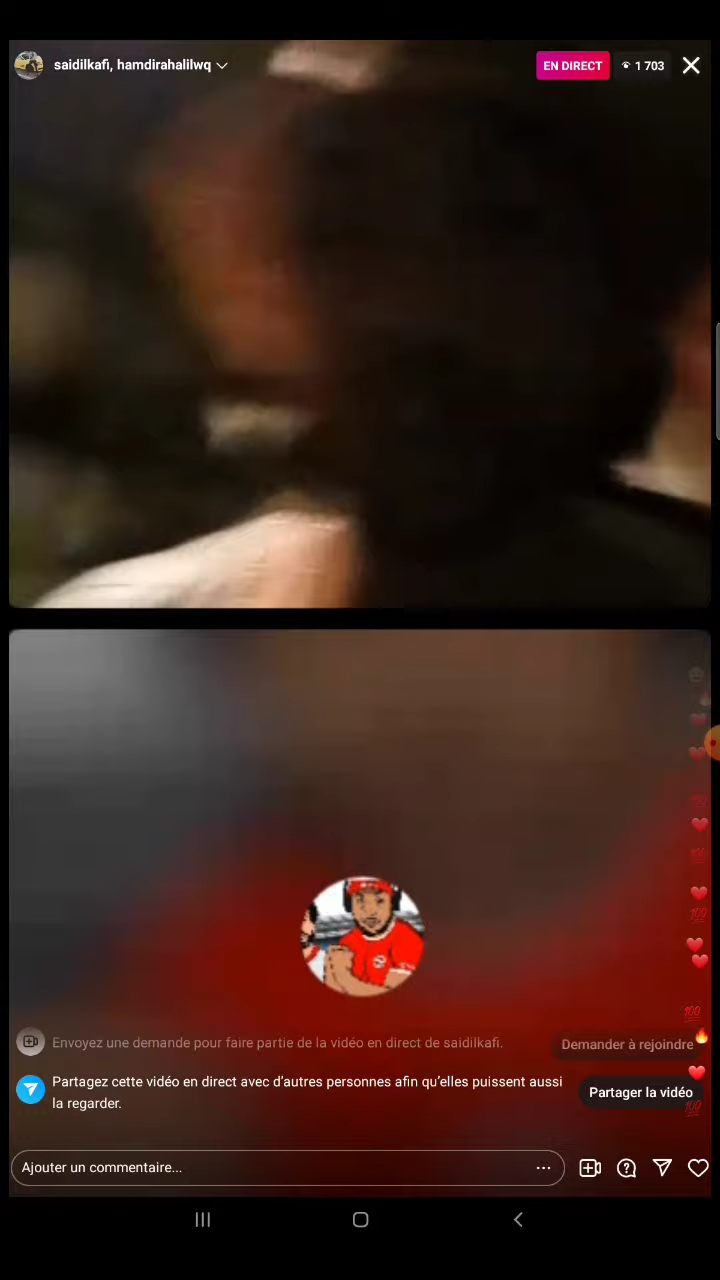 saidilkafi, hamdirahalilwq
EN DIRECT
1 703
Envoyez une demande pour faire partie de la vidéo en direct de saidilkafi.
Demander à rejoindre
Partagez cette vidéo en direct avec d'autres personnes afin qu'elles puissent aussi
la regarder.
Partager la vidéo
Ajouter un commentaire...